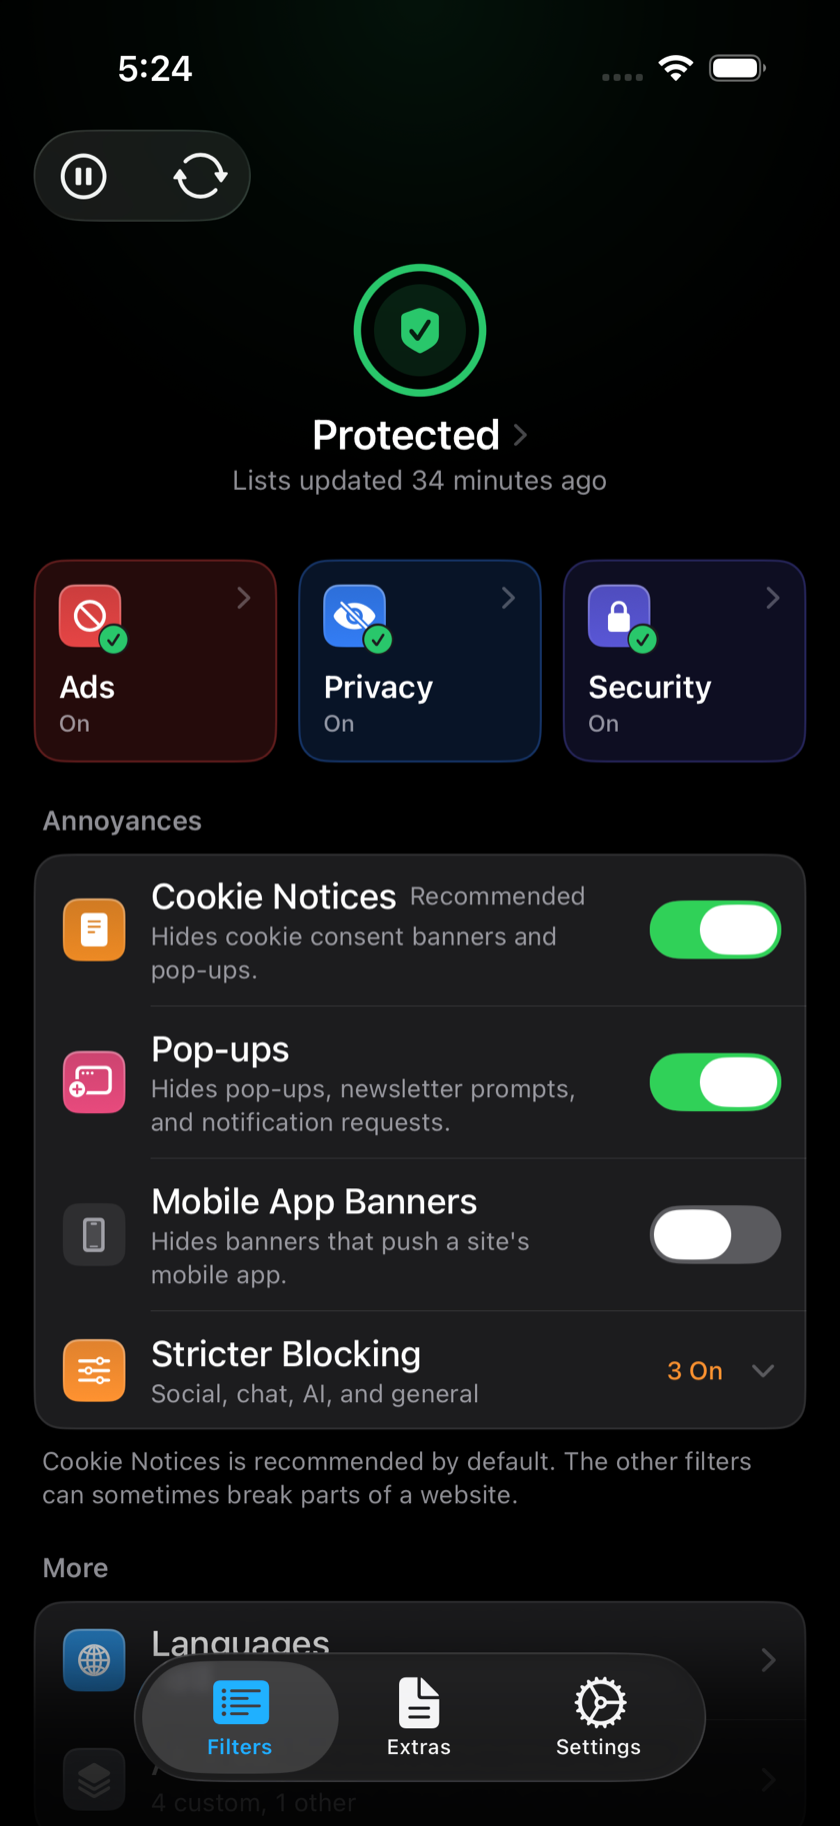 5:24
Protected
Lists updated 34 minutes ago
Ads
On
Privacy
On
Security
On
Annoyances
Cookie Notices Recommended
Hides cookie consent banners and
pop-ups.
Pop-ups
Hides pop-ups, newsletter prompts,
and notification requests.
Mobile App Banners
Hides banners that push a site's
mobile app.
Stricter Blocking
3 On
Social, chat, AI, and general
Cookie Notices is recommended by default. The other filters
can sometimes break parts of a website.
More
Languages
4 custom, 1 other
Filters
Extras
Settings